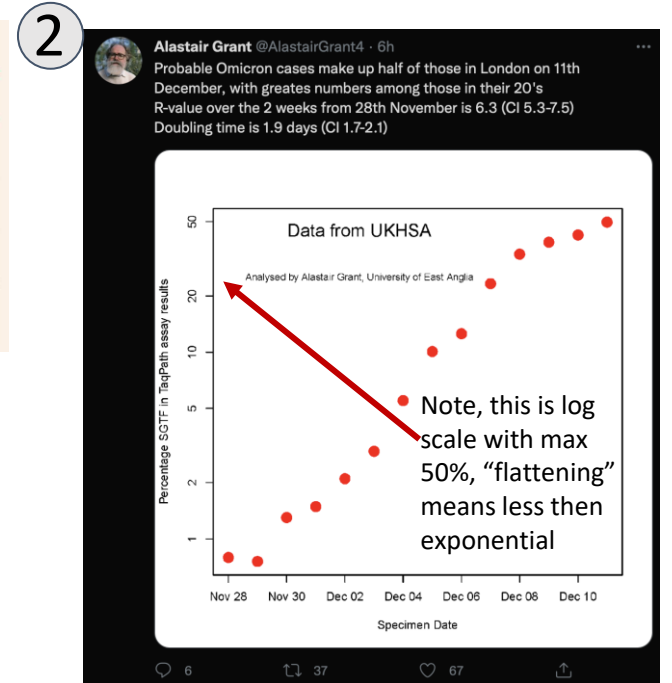 2
Alastair Grant @AlastairGrant4 · 6h
Probable Omicron cases make up half of those in London on 11th
December, with greates numbers among those in their 20's
R-value over the 2 weeks from 28th November is 6.3 (CI 5.3-7.5)
Doubling time is 1.9 days (CI 1.7-2.1)
Data from UKHSA
Analysed by Alastair Grant, University of East Anglia
Percentage SGTF in TaqPath assay results
50
20
10
5
2
1
Note, this is log
scale with max
50%, “flattening”
means less then
exponential
Nov 28 Nov 30 Dec 02 Dec 04 Dec 06 Dec 08 Dec 10
Specimen Date
6 37 67